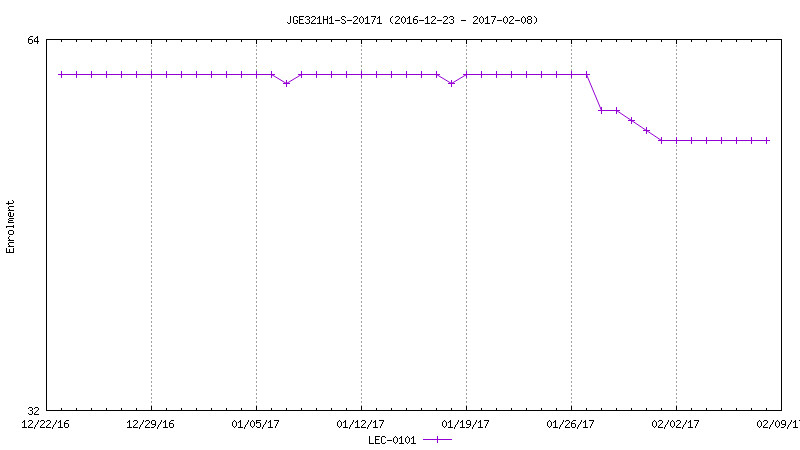 JGE321H1-S-20171 (2016-12-23 - 2017-02-08)
64
Enrolment
32
12/22/16 12/29/16 01/05/17 01/12/17 01/19/17 01/26/17 02/02/17 02/09/1
LEC-0101